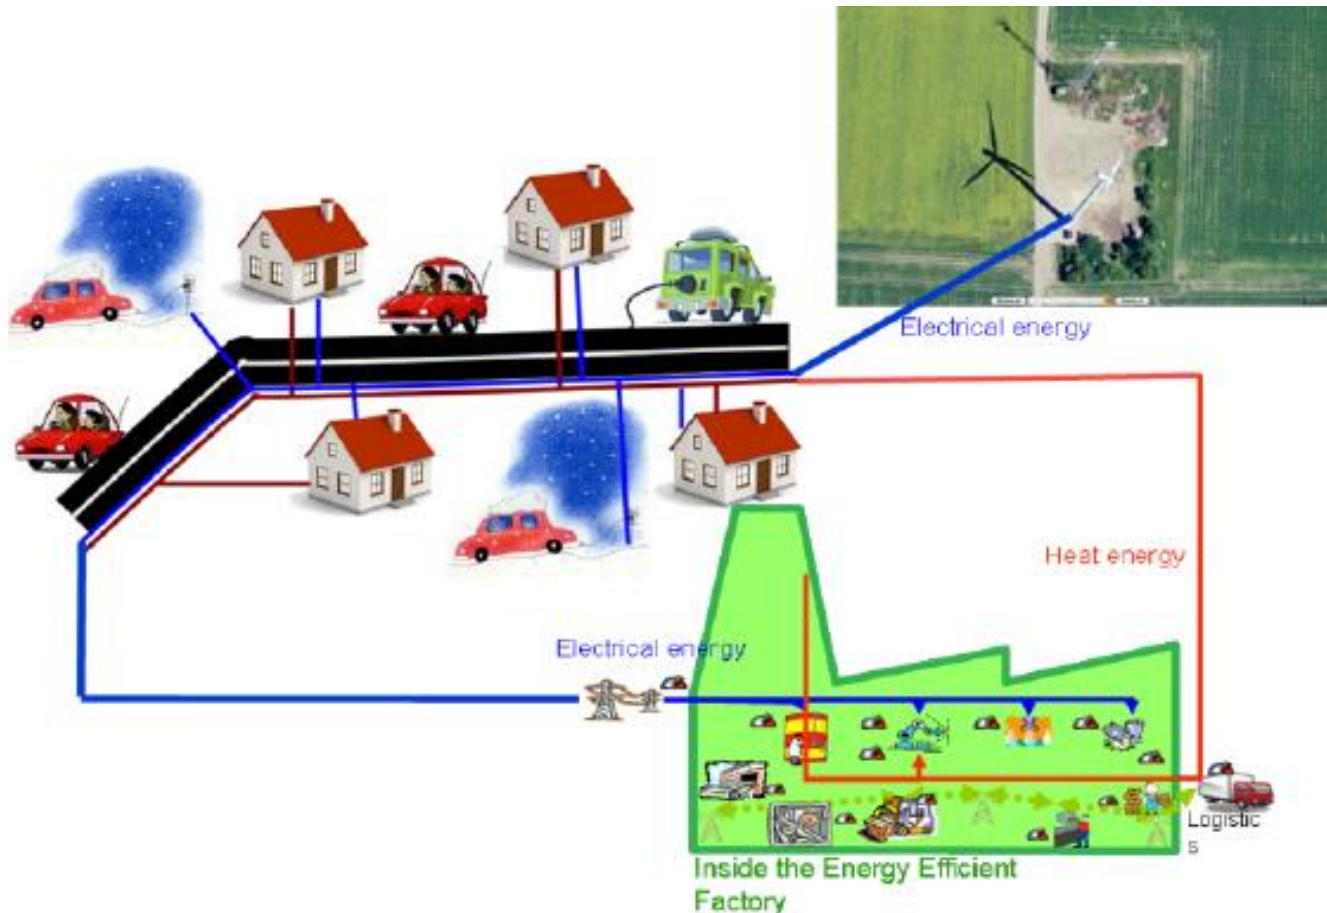 Electrical energy
Heat energy
Electrical energy
Logistic
s
Inside the Energy Efficient
Factory